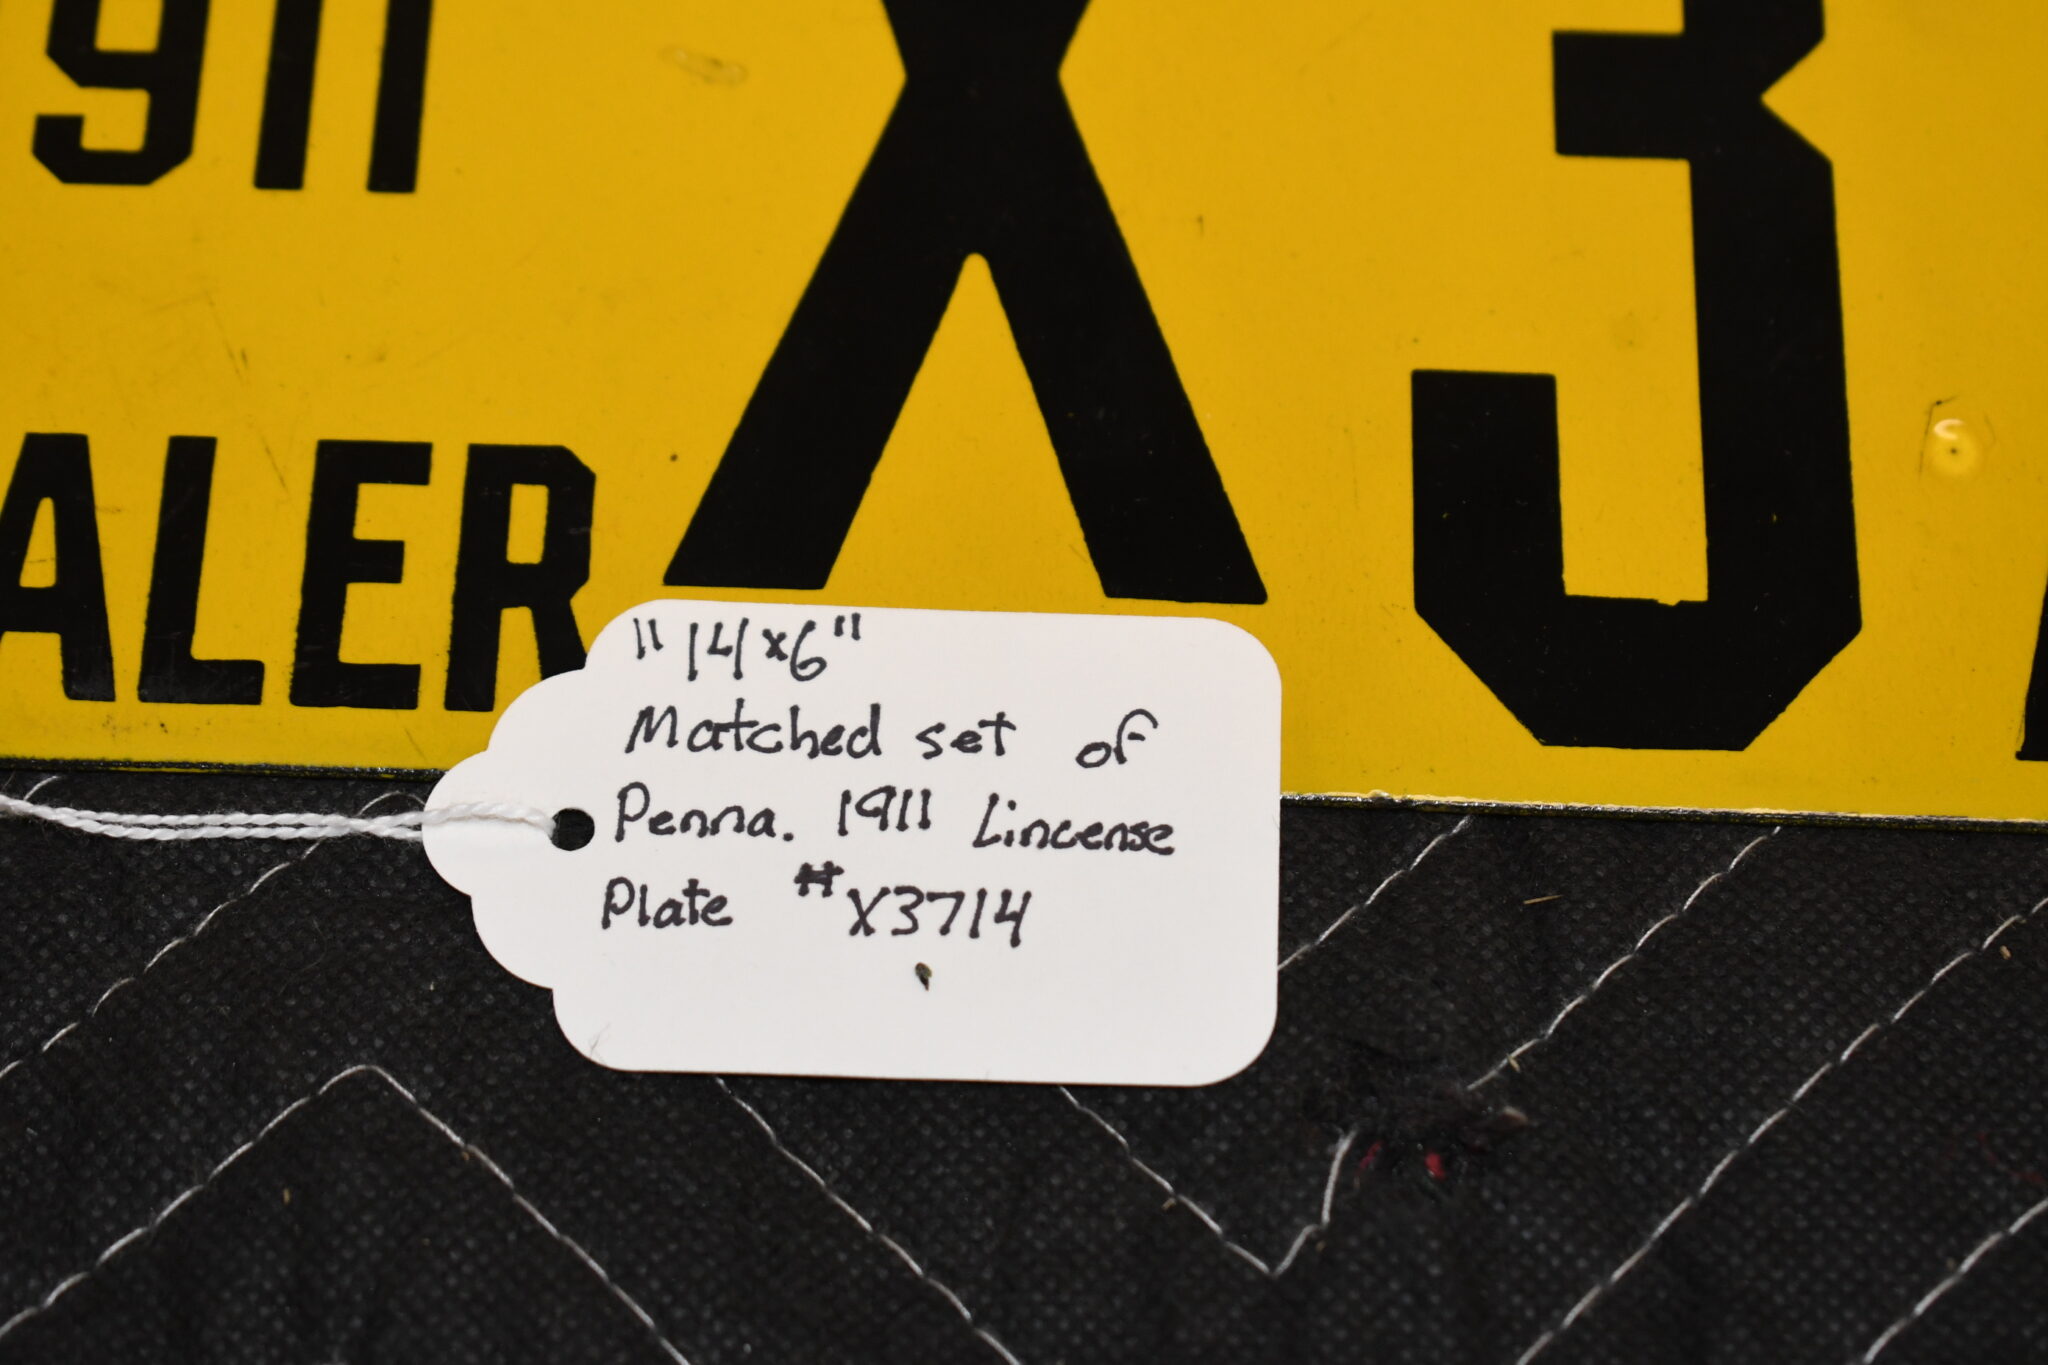 911
X3
ALER
"14x6"
Matched set of
Penna. 1911 Lincense
Plate #X3714